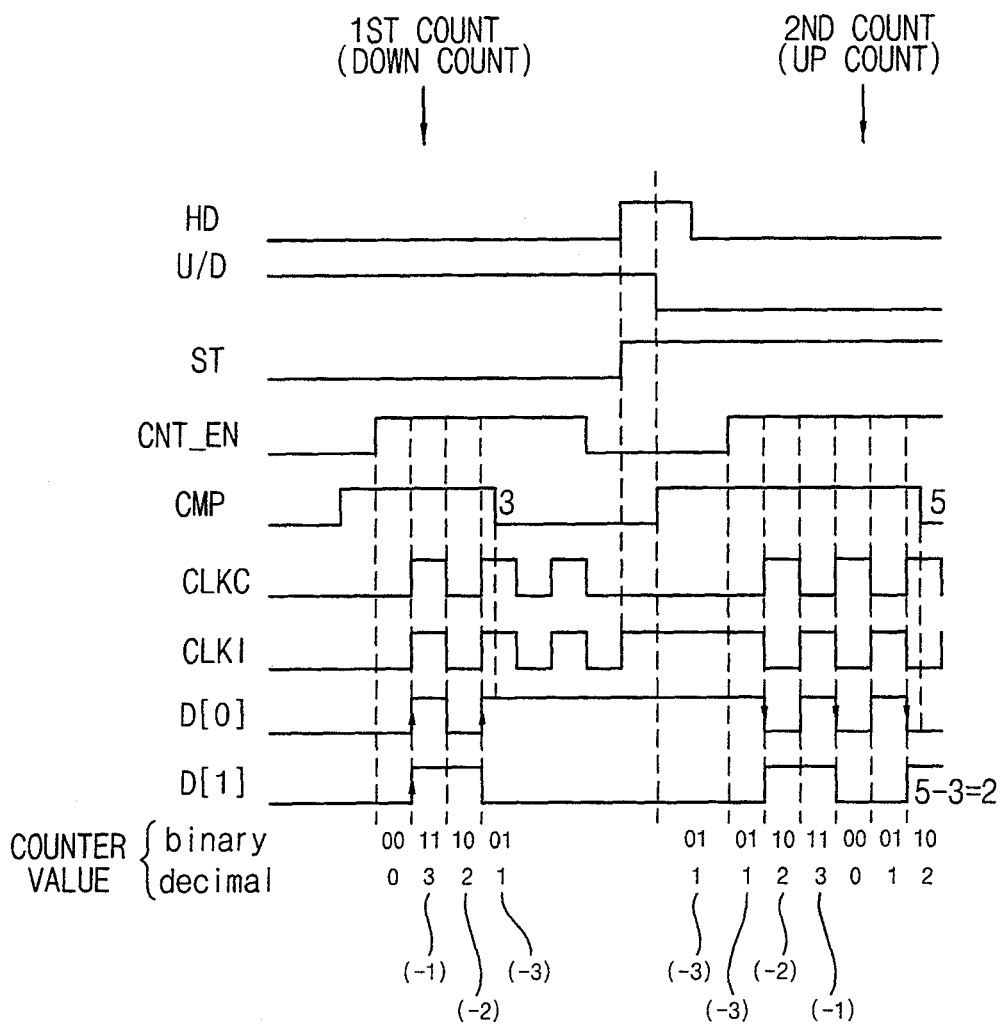 1ST COUNT
(DOWN COUNT)
2ND COUNT
(UP COUNT)
HD
U/D
ST
CNT_EN
CMP
3
5
CLKC
CLKI
D[0]
D[1]
5-3=2
COUNTER
VALUE
binary 00 11 10 01 01 01 10 11 00 01 10
decimal 0 3 2 1 1 1 2 3 0 1 2
(-1) (-3) (-3) (-2)
(-2) (-3) (-1)